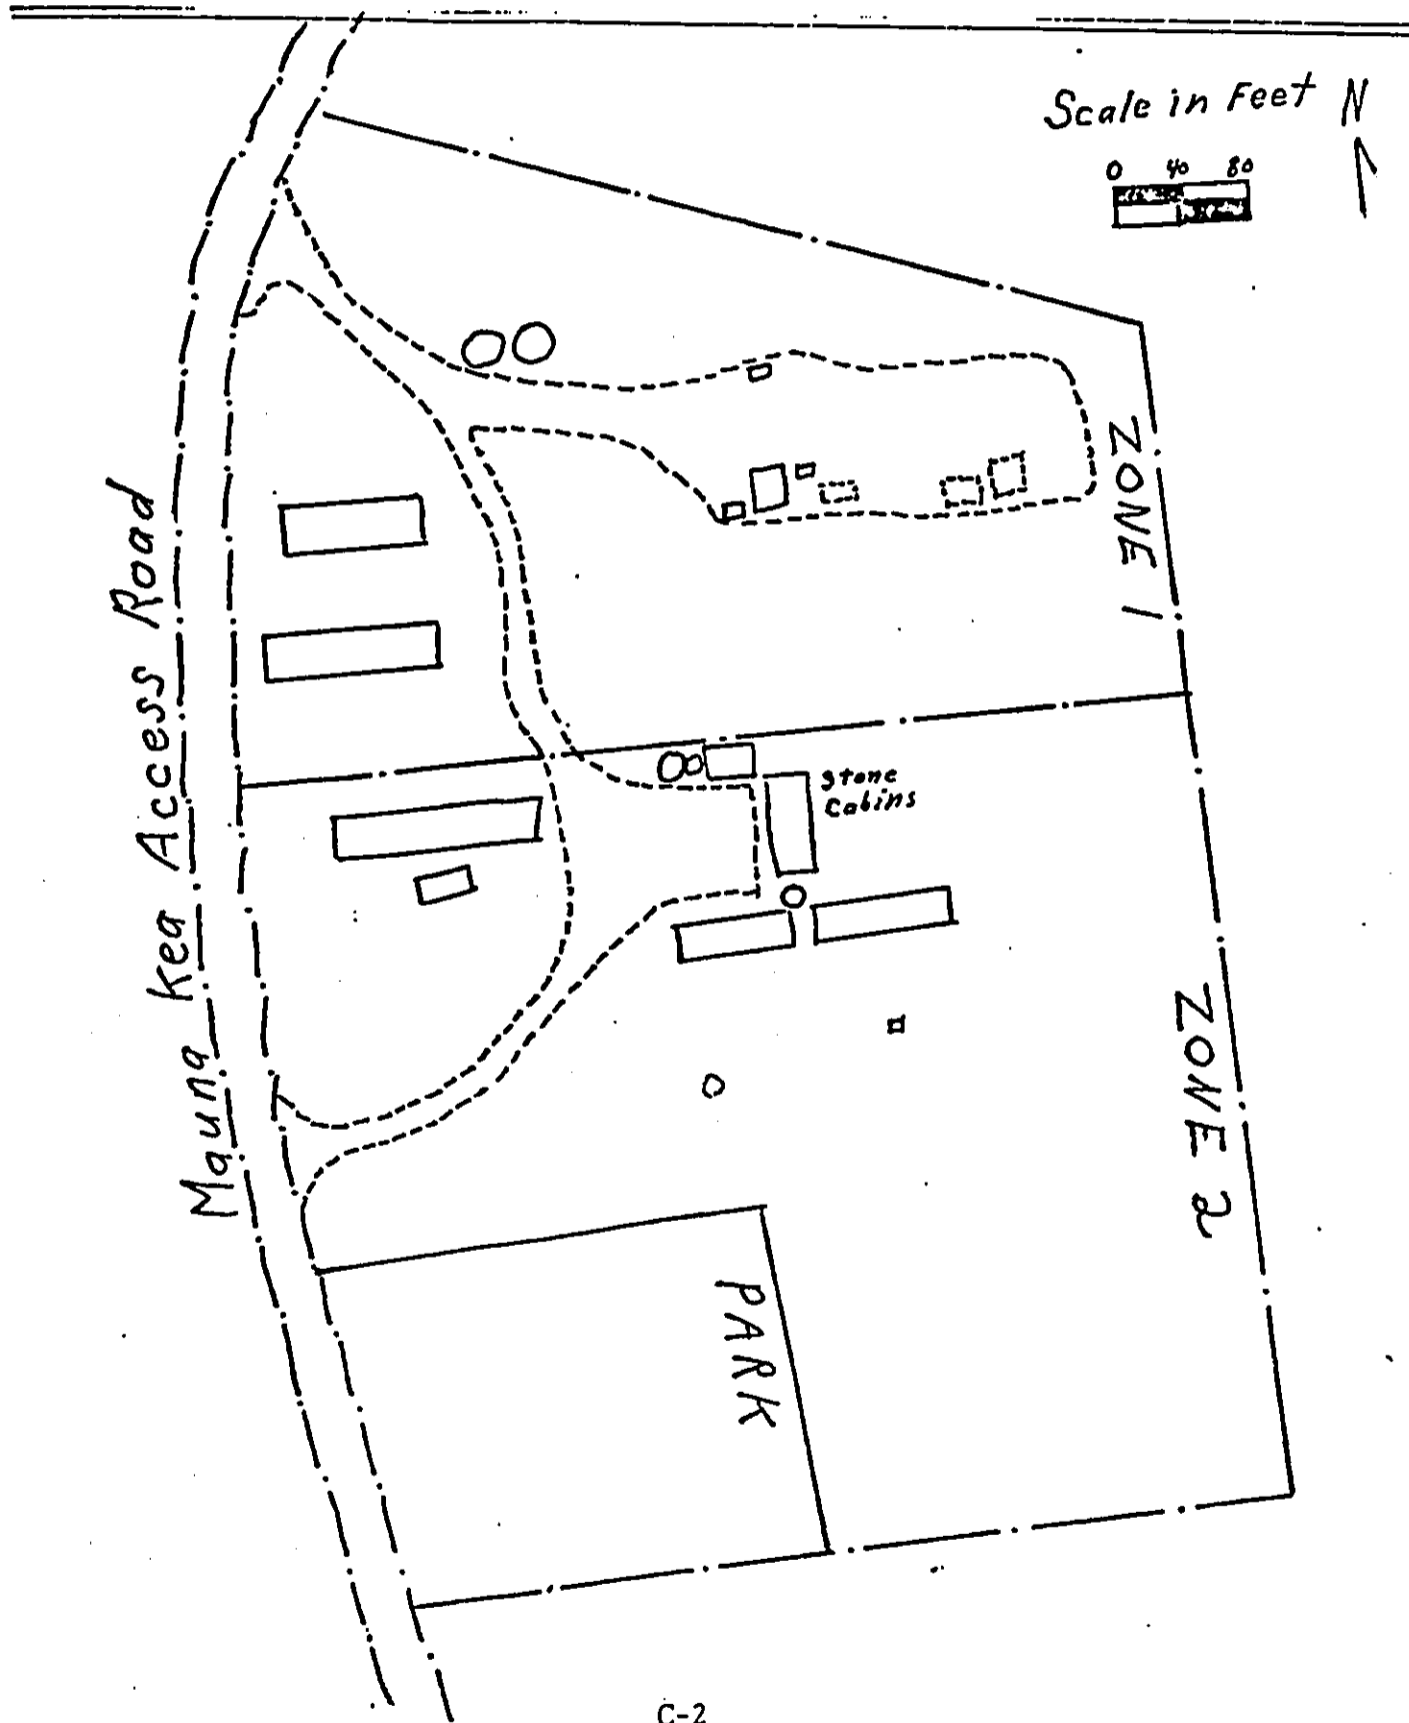 Scale in Feet N
0 40 80
ZONE 1
Mauna Kea Access Road
Stone
Cabins
ZONE 2
PARK
C-2